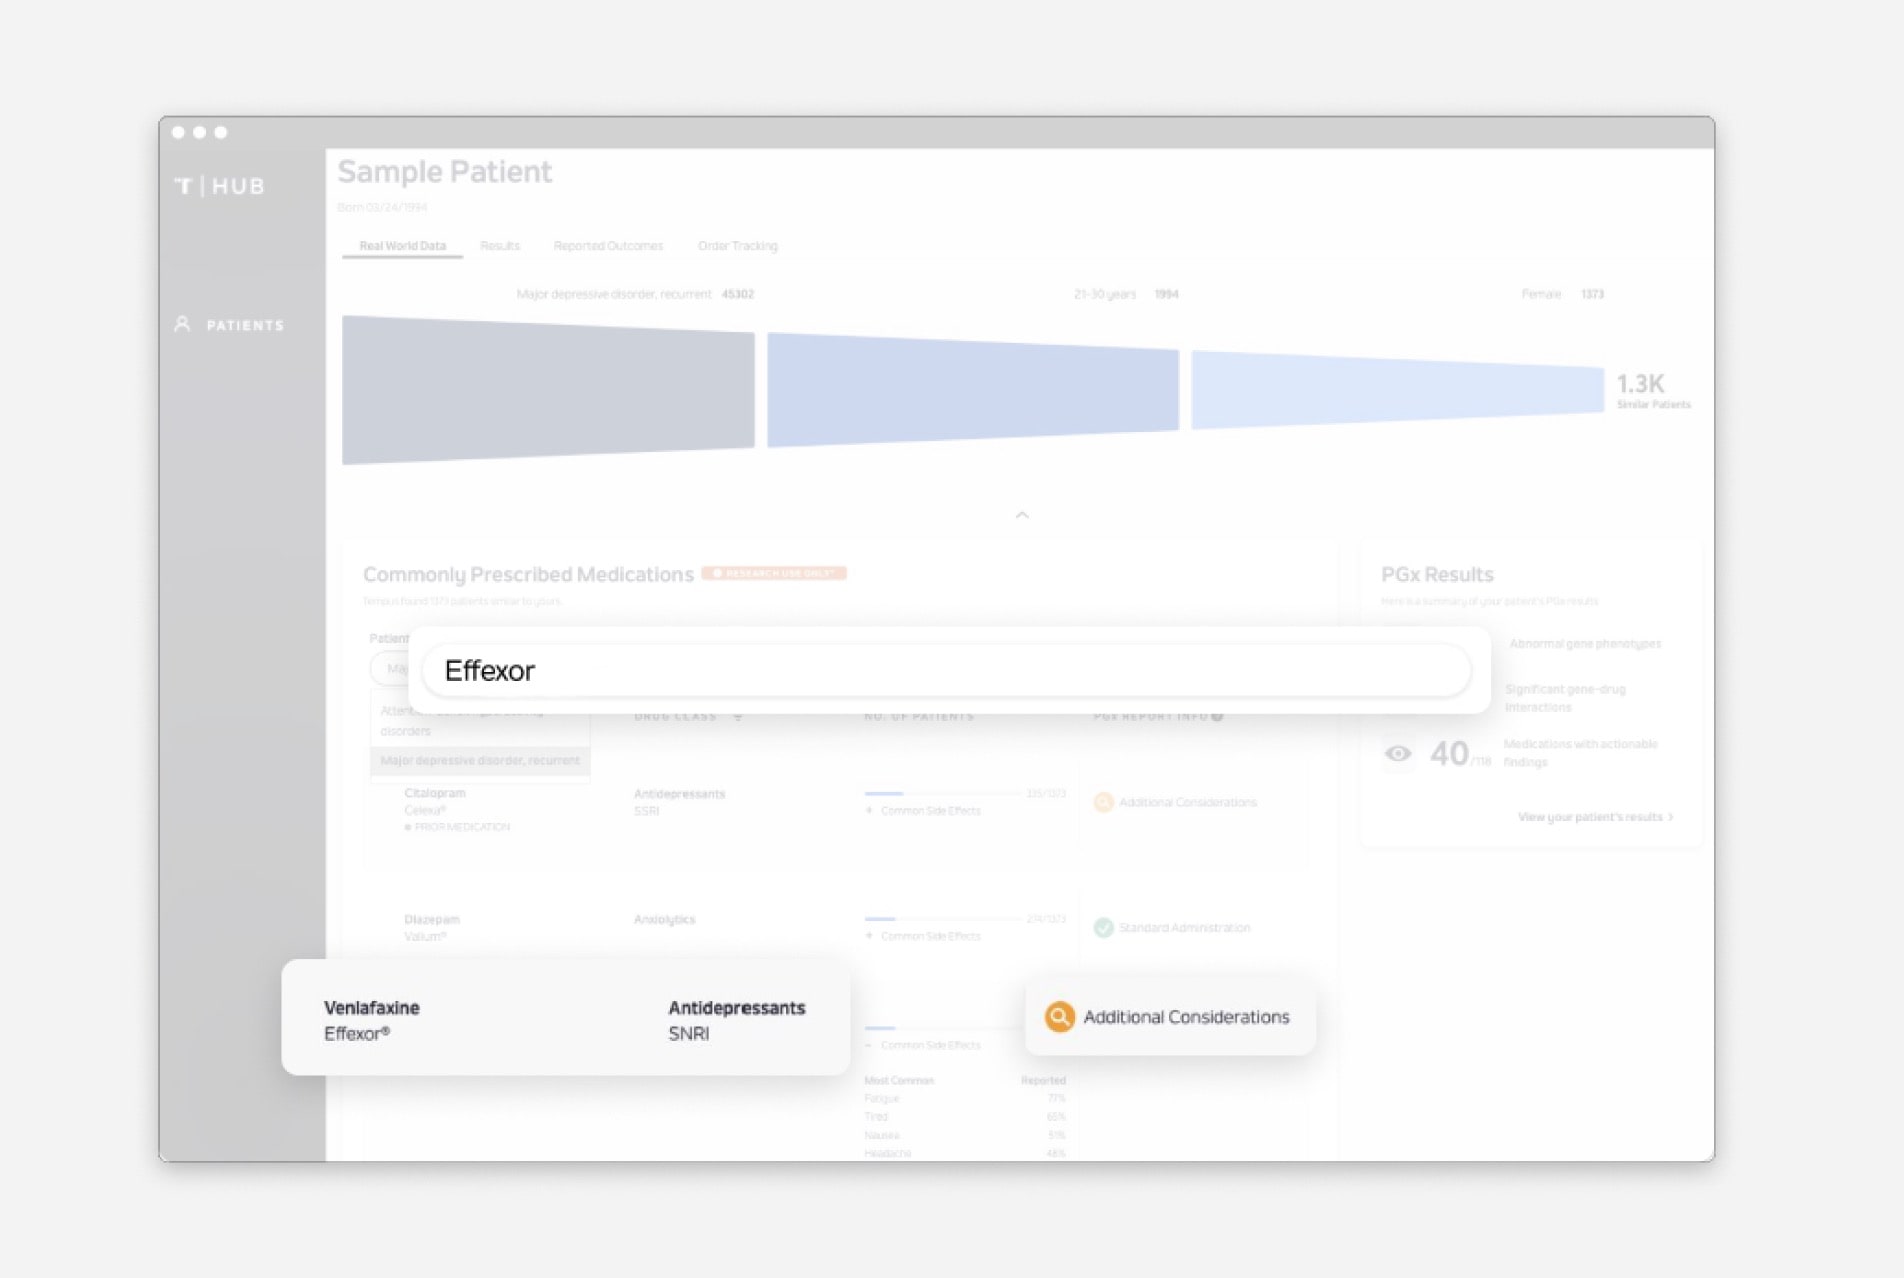 T | HUB
PATIENTS
Sample Patient
Born 03/24/1994
Real World Data Results Reported Outcomes Order Tracking
Major depressive disorder, recurrent 45302
21-30 years 1994
Female 1373
1.3K
Similar Patients
Commonly Prescribed Medications RESEARCH USE ONLY*
Tempus found 1373 patients similar to yours.
Patient
Effexor
disorders
Major depressive disorder, recurrent
DRUG CLASS
NO. OF PATIENTS
PGX REPORT INFO
Citalopram
Celexa®
PRIOR MEDICATION
Antidepressants
SSRI
335/1373
+ Common Side Effects
Additional Considerations
Diazepam
Valium®
Anxiolytics
274/1373
+ Common Side Effects
Standard Administration
Venlafaxine
Effexor®
Antidepressants
SNRI
Additional Considerations
- Common Side Effects
Most Common Reported
Fatigue 77%
Tired 65%
Nausea 51%
Headache 48%
PGx Results
Here is a summary of your patient's PGx results
Abnormal gene phenotypes
Significant gene-drug
interactions
40/118
Medications with actionable
findings
View your patient's results >